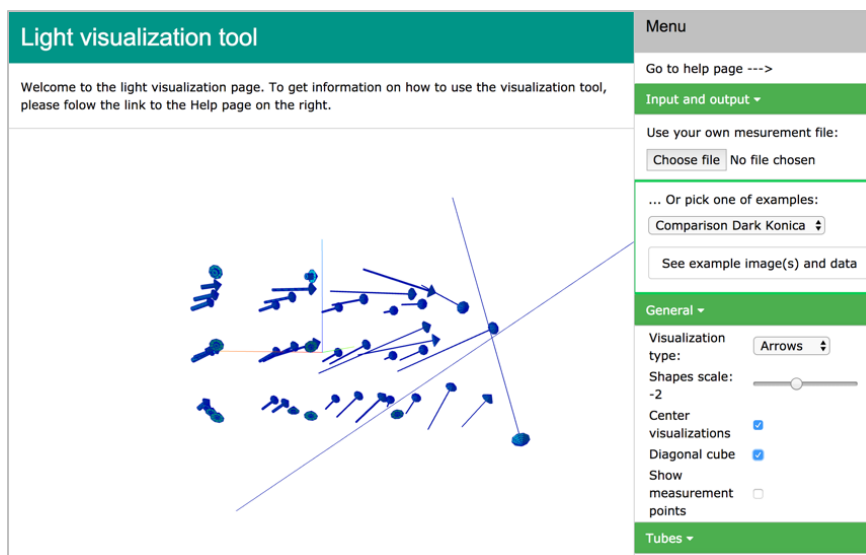 Light visualization tool
Welcome to the light visualization page. To get information on how to use the visualization tool,
please folow the link to the Help page on the right.
Menu
Go to help page --->
Input and output
Use your own mesurement file:
Choose file No file chosen
... Or pick one of examples:
Comparison Dark Konica
See example image(s) and data
General
Visualization
type:
Arrows
Shapes scale:
-2
Center
visualizations
Diagonal cube
Show
measurement
points
Tubes